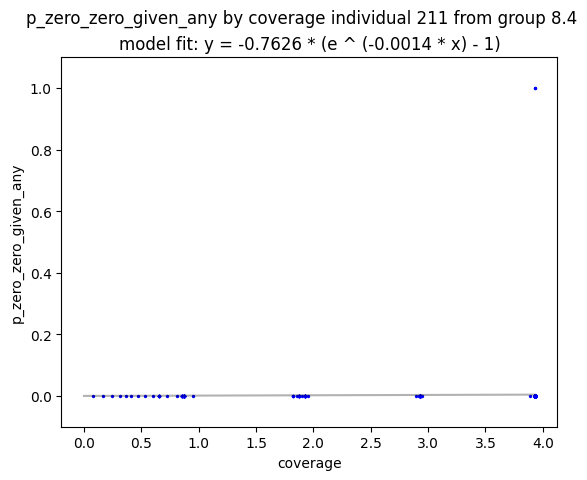 p_zero_zero_given_any by coverage individual 211 from group 8.4
model fit: y = -0.7626 * (e ^ (-0.0014 * x) - 1)
1.0
0.8
0.6
0.4
0.2
0.0
p_zero_zero_given_any
0.0 0.5 1.0 1.5 2.0 2.5 3.0 3.5 4.0
coverage